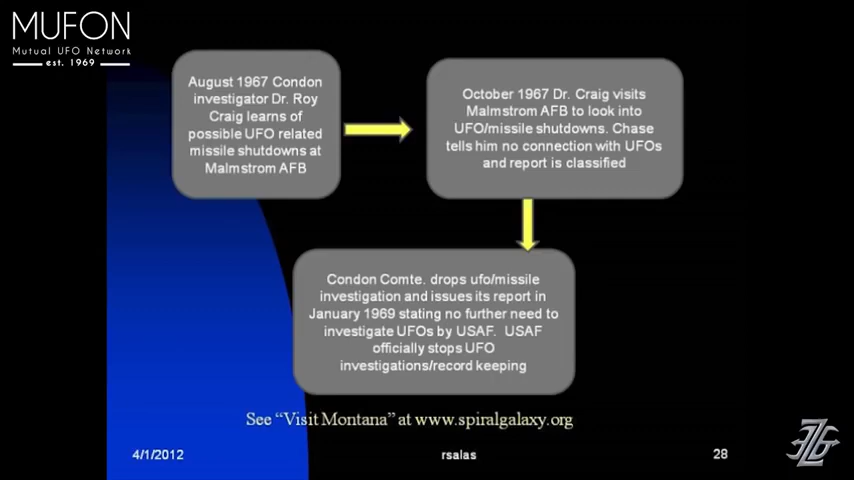 MUFON
Mutual UFO Network
est. 1969
August 1967 Condon
investigator Dr. Roy
Craig learns of
possible UFO related
missile shutdowns at
Malmstrom AFB
October 1967 Dr. Craig visits
Malmstrom AFB to look into
UFO/missile shutdowns. Chase
tells him no connection with UFOs
and report is classified
Condon Comte. drops ufo/missile
investigation and issues its report in
January 1969 stating no further need to
investigate UFOs by USAF. USAF
officially stops UFO
investigations/record keeping
See “Visit Montana” at www.spiralgalaxy.org
4/1/2012
rsalas
28